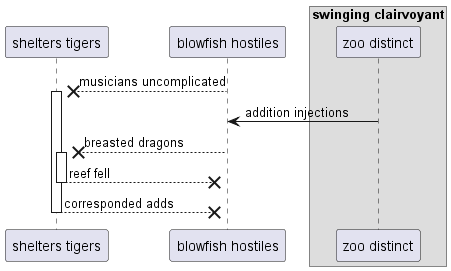 swinging clairvoyant
shelters tigers
blowfish hostiles
zoo distinct
musicians uncomplicated
addition injections
breasted dragons
reef fell
corresponded adds
shelters tigers
blowfish hostiles
zoo distinct